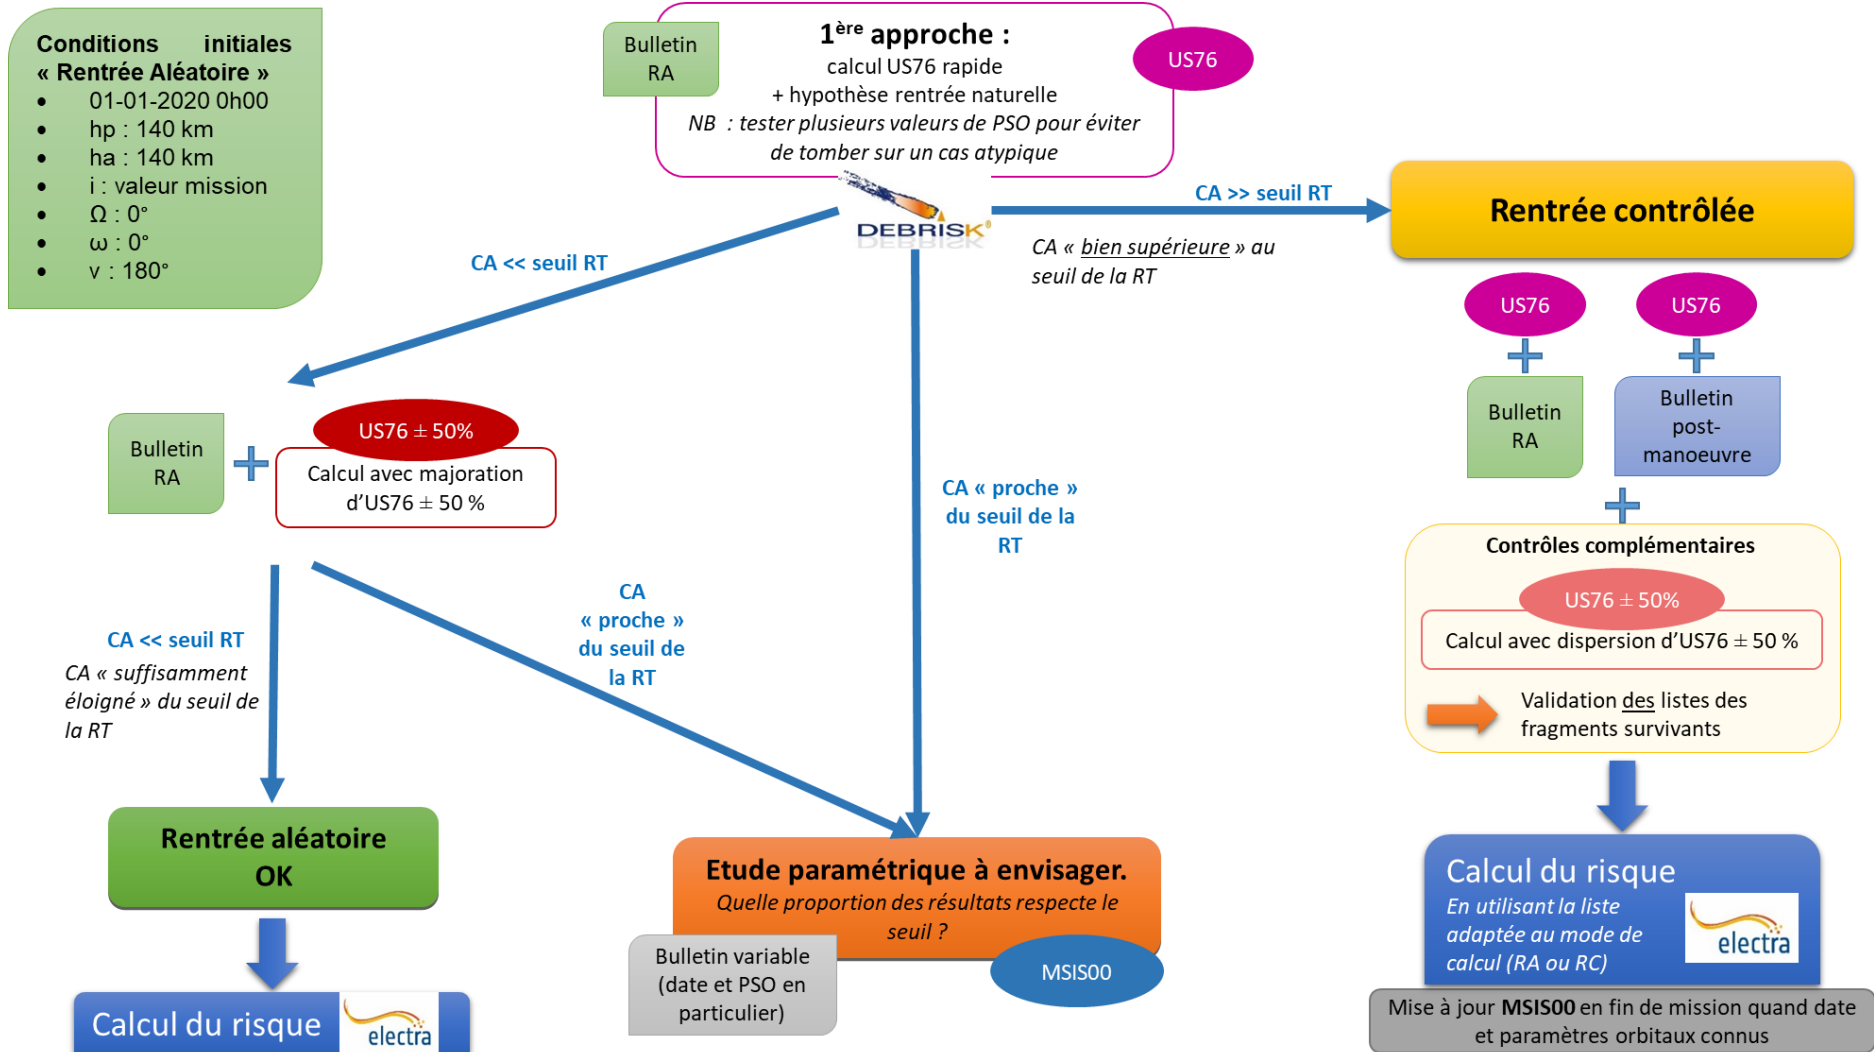 Conditions initiales
« Rentrée Aléatoire »
• 01-01-2020 0h00
• hp : 140 km
• ha : 140 km
• i : valeur mission
• Ω : 0°
• ω : 0°
• v : 180°
Bulletin
RA
1ère approche :
calcul US76 rapide
+ hypothèse rentrée naturelle
NB : tester plusieurs valeurs de PSO pour éviter
de tomber sur un cas atypique
US76
DEBRISK®
CA << seuil RT
CA >> seuil RT
CA « bien supérieure » au
seuil de la RT
Rentrée contrôlée
US76
US76
Bulletin
RA
Bulletin
post-
manoeuvre
Bulletin
RA
US76 ± 50%
Calcul avec majoration
d'US76 ± 50 %
CA « proche »
du seuil de la
RT
Contrôles complémentaires
US76 ± 50%
Calcul avec dispersion d'US76 ± 50 %
Validation des listes des
fragments survivants
CA << seuil RT
CA « suffisamment
éloigné » du seuil de
la RT
CA
« proche »
du seuil de
la RT
Rentrée aléatoire
OK
Calcul du risque
electra
Etude paramétrique à envisager.
Quelle proportion des résultats respecte le
seuil ?
Bulletin variable
(date et PSO en
particulier)
MSIS00
Calcul du risque
En utilisant la liste
adaptée au mode de
calcul (RA ou RC)
electra
Mise à jour MSIS00 en fin de mission quand date
et paramètres orbitaux connus